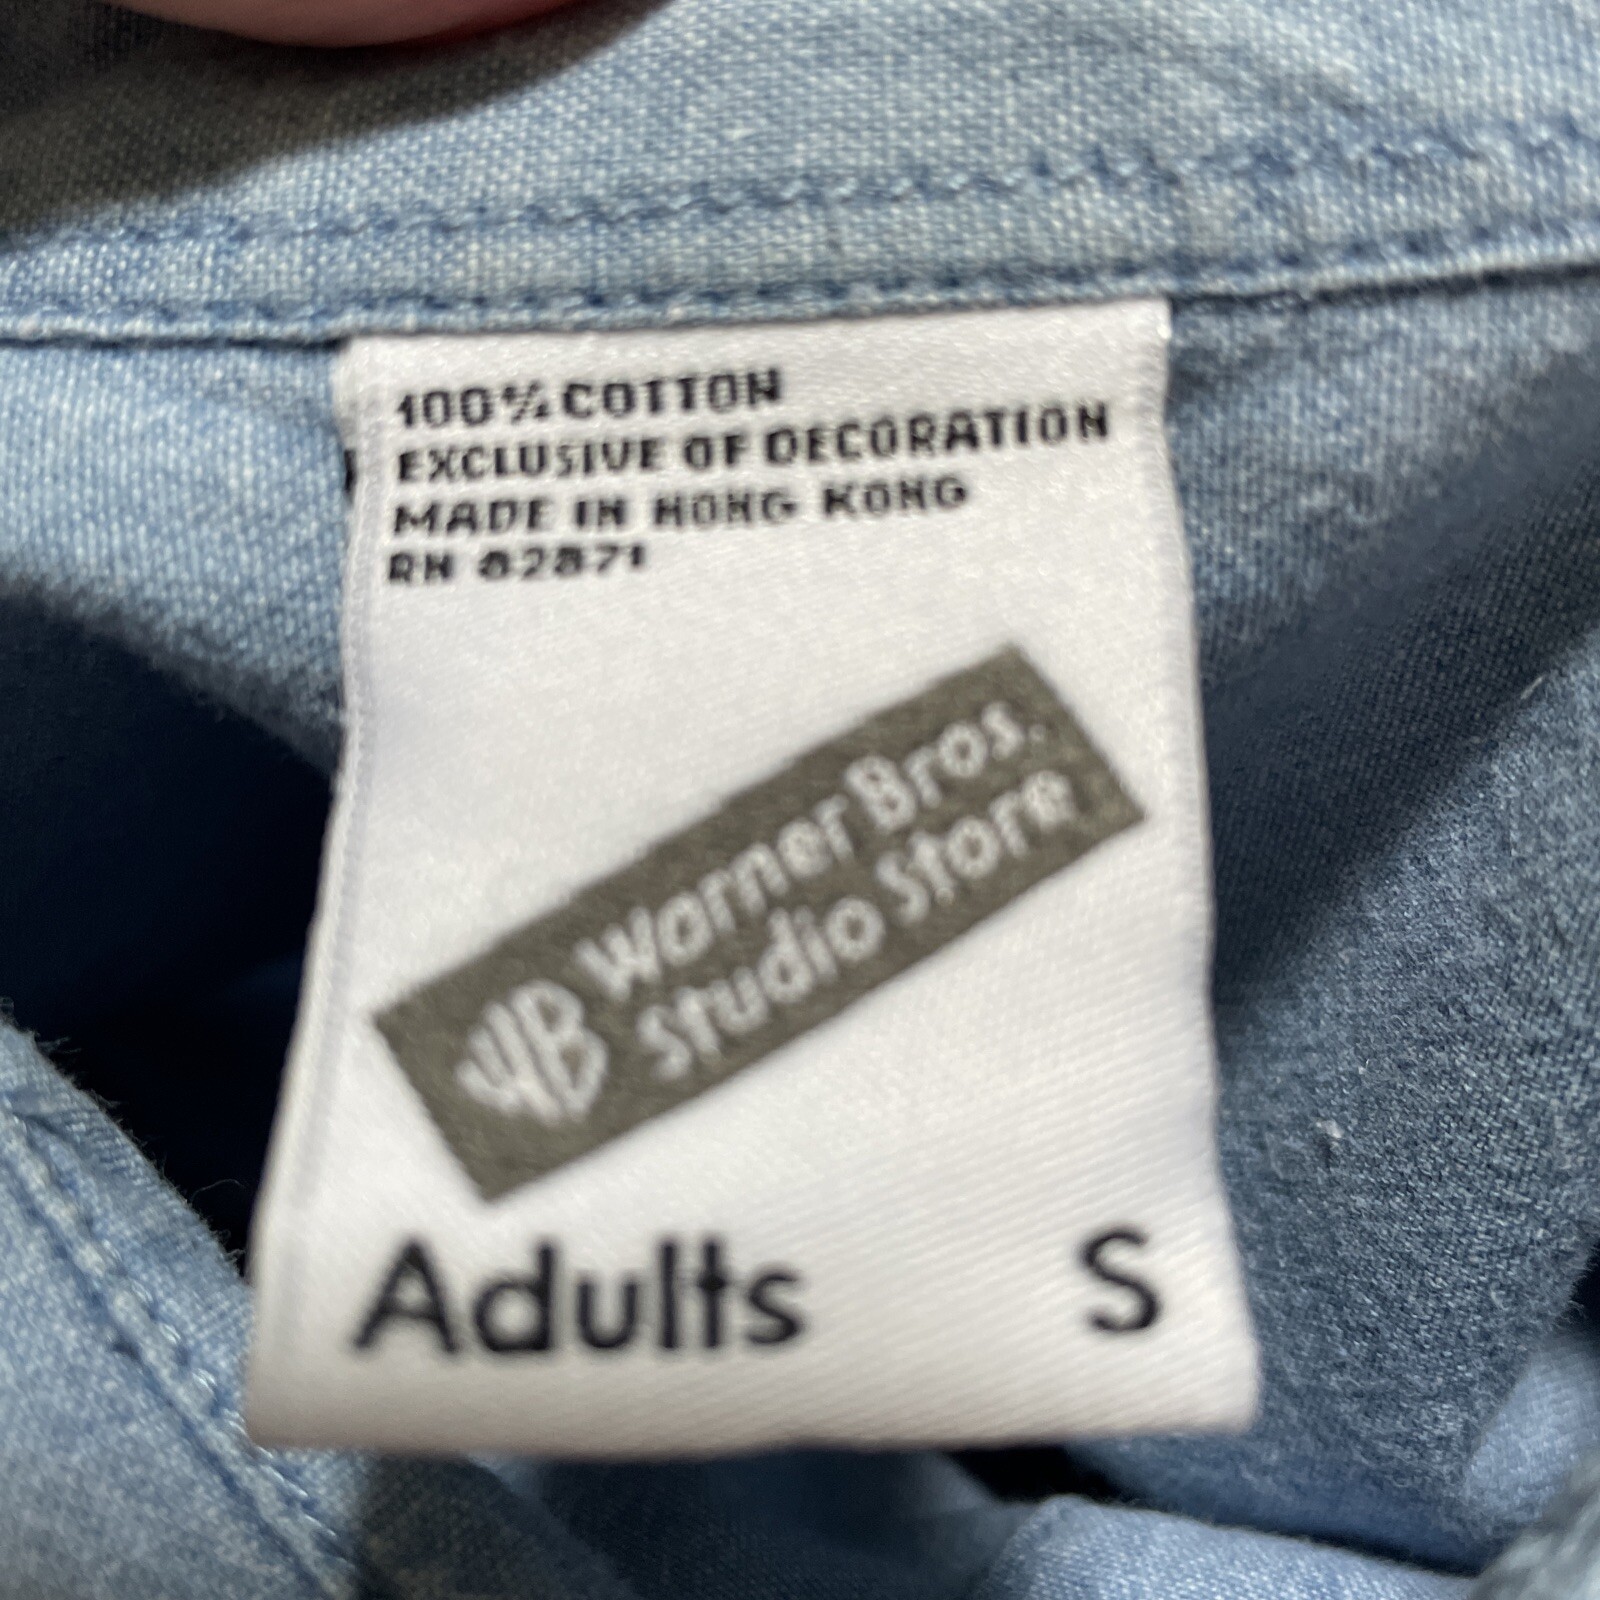 100% COTTON
EXCLUSIVE OF DECORATION
MADE IN HONG KONG
RN 82871
WB Warner Bros.
Studio Store
Adults S